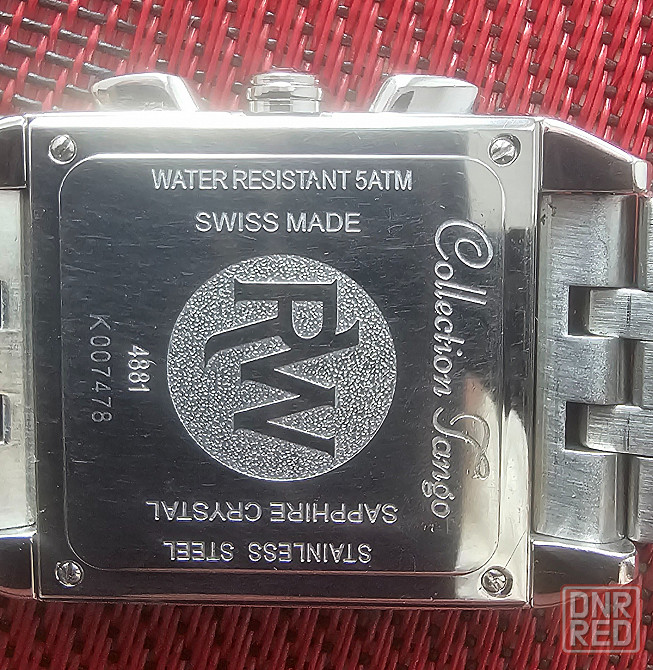 WATER RESISTANT 5ATM
SWISS MADE
Collection Tango
RW
4881
K007478
SAPPHIRE CRYSTAL
STAINLESS STEEL
DNR
RED